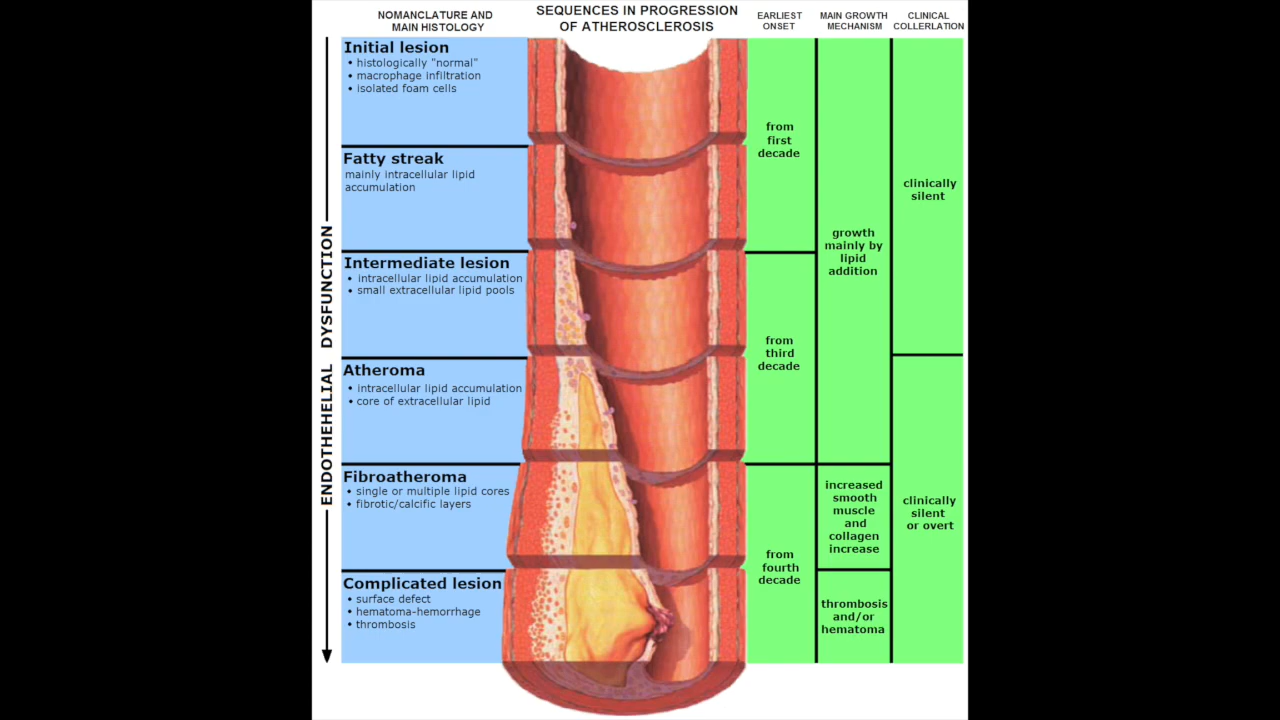 NOMANCLATURE AND
MAIN HISTOLOGY
SEQUENCES IN PROGRESSION
OF ATHEROSCLEROSIS
EARLIEST
ONSET
MAIN GROWTH
MECHANISM
CLINICAL
COLLERLATION
ENDOTHEHELIAL DYSFUNCTION
Initial lesion
• histologically "normal"
• macrophage infiltration
• isolated foam cells
Fatty streak
mainly intracellular lipid
accumulation
Intermediate lesion
• intracellular lipid accumulation
• small extracellular lipid pools
Atheroma
• intracellular lipid accumulation
• core of extracellular lipid
Fibroatheroma
• single or multiple lipid cores
• fibrotic/calcific layers
Complicated lesion
• surface defect
• hematoma-hemorrhage
• thrombosis
from
first
decade
from
third
decade
from
fourth
decade
growth
mainly by
lipid
addition
increased
smooth
muscle
and
collagen
increase
thrombosis
and/or
hematoma
clinically
silent
clinically
silent
or overt